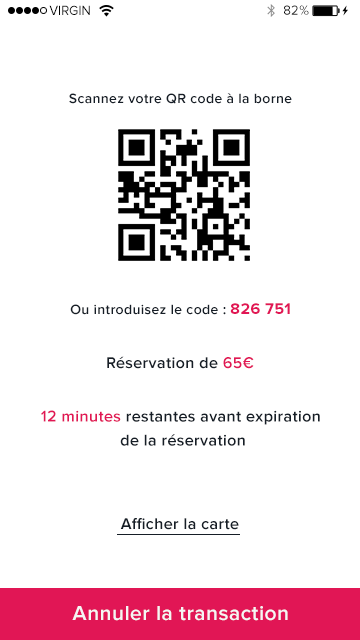 VIRGIN 82%
Scannez votre QR code à la borne
Ou introduisez le code : 826 751
Réservation de 65€
12 minutes restantes avant expiration
de la réservation
Afficher la carte
Annuler la transaction